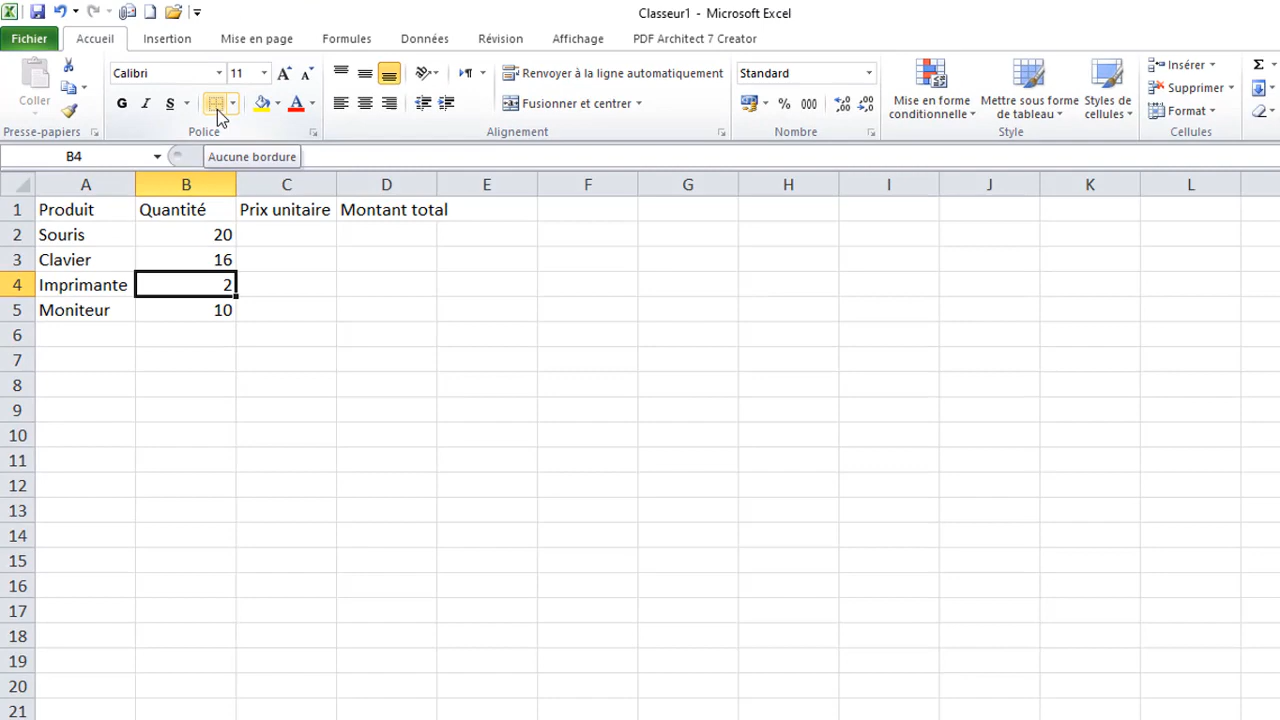 Classeur1 - Microsoft Excel
Fichier Accueil Insertion Mise en page Formules Données Révision Affichage PDF Architect 7 Creator
Coller
Calibri 11
G I S
Renvoyer à la ligne automatiquement
Fusionner et centrer
Standard
% 000
Mise en forme conditionnelle
Mettre sous forme de tableau
Styles de cellules
Insérer
Supprimer
Format
Σ
Presse-papiers Police Alignement Nombre Style Cellules
B4
Aucune bordure
A B C D E F G H I J K L
1 Produit Quantité Prix unitaire Montant total
2 Souris 20
3 Clavier 16
4 Imprimante 2
5 Moniteur 10
6
7
8
9
10
11
12
13
14
15
16
17
18
19
20
21